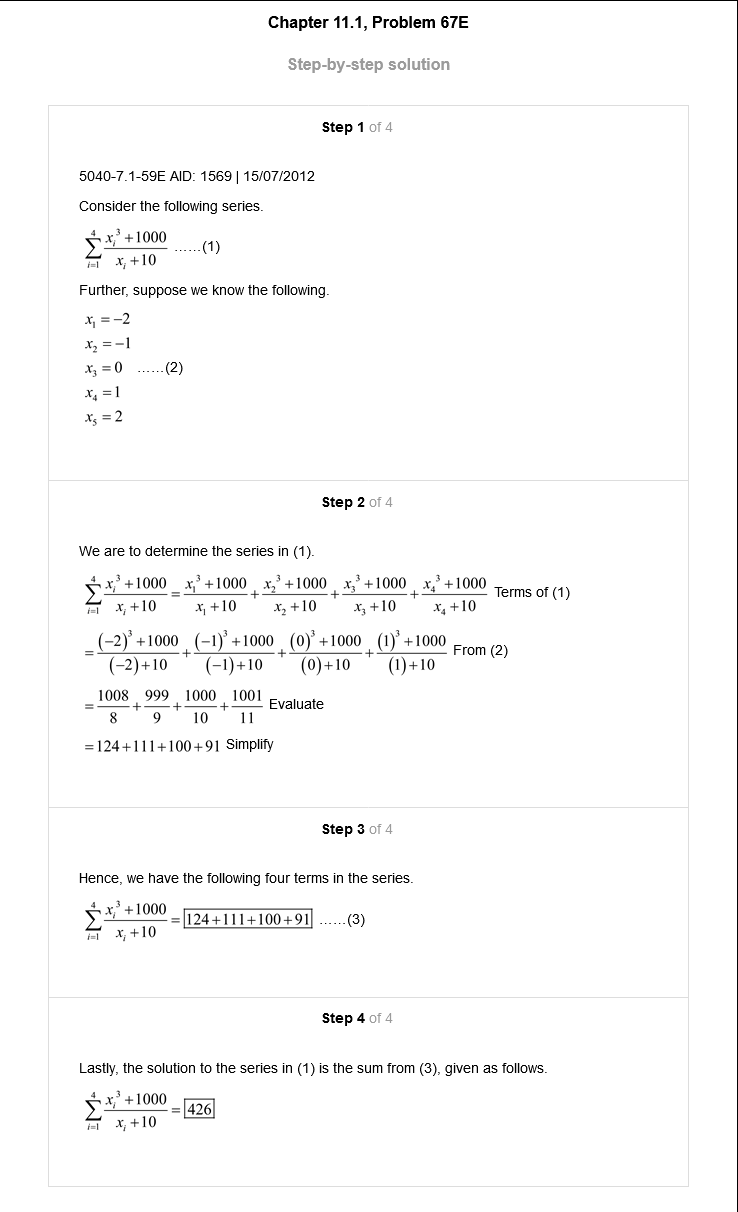 Chapter 11.1, Problem 67E
Step-by-step solution
Step 1 of 4
5040-7.1-59E AID: 1569 | 15/07/2012
Consider the following series.
\sum_{i=1}^{4} \frac{x_i^3+1000}{x_i+10} ......(1)
Further, suppose we know the following.
x_1 = −2
x_2 = −1
x_3 = 0 ......(2)
x_4 = 1
x_5 = 2
Step 2 of 4
We are to determine the series in (1).
\sum_{i=1}^{4} \frac{x_i^3+1000}{x_i+10} = \frac{x_1^3+1000}{x_1+10} + \frac{x_2^3+1000}{x_2+10} + \frac{x_3^3+1000}{x_3+10} + \frac{x_4^3+1000}{x_4+10} Terms of (1)
= \frac{(-2)^3+1000}{(-2)+10} + \frac{(-1)^3+1000}{(-1)+10} + \frac{(0)^3+1000}{(0)+10} + \frac{(1)^3+1000}{(1)+10} From (2)
= \frac{1008}{8} + \frac{999}{9} + \frac{1000}{10} + \frac{1001}{11} Evaluate
= 124+111+100+91 Simplify
Step 3 of 4
Hence, we have the following four terms in the series.
\sum_{i=1}^{4} \frac{x_i^3+1000}{x_i+10} = 124+111+100+91 ......(3)
Step 4 of 4
Lastly, the solution to the series in (1) is the sum from (3), given as follows.
\sum_{i=1}^{4} \frac{x_i^3+1000}{x_i+10} = 426